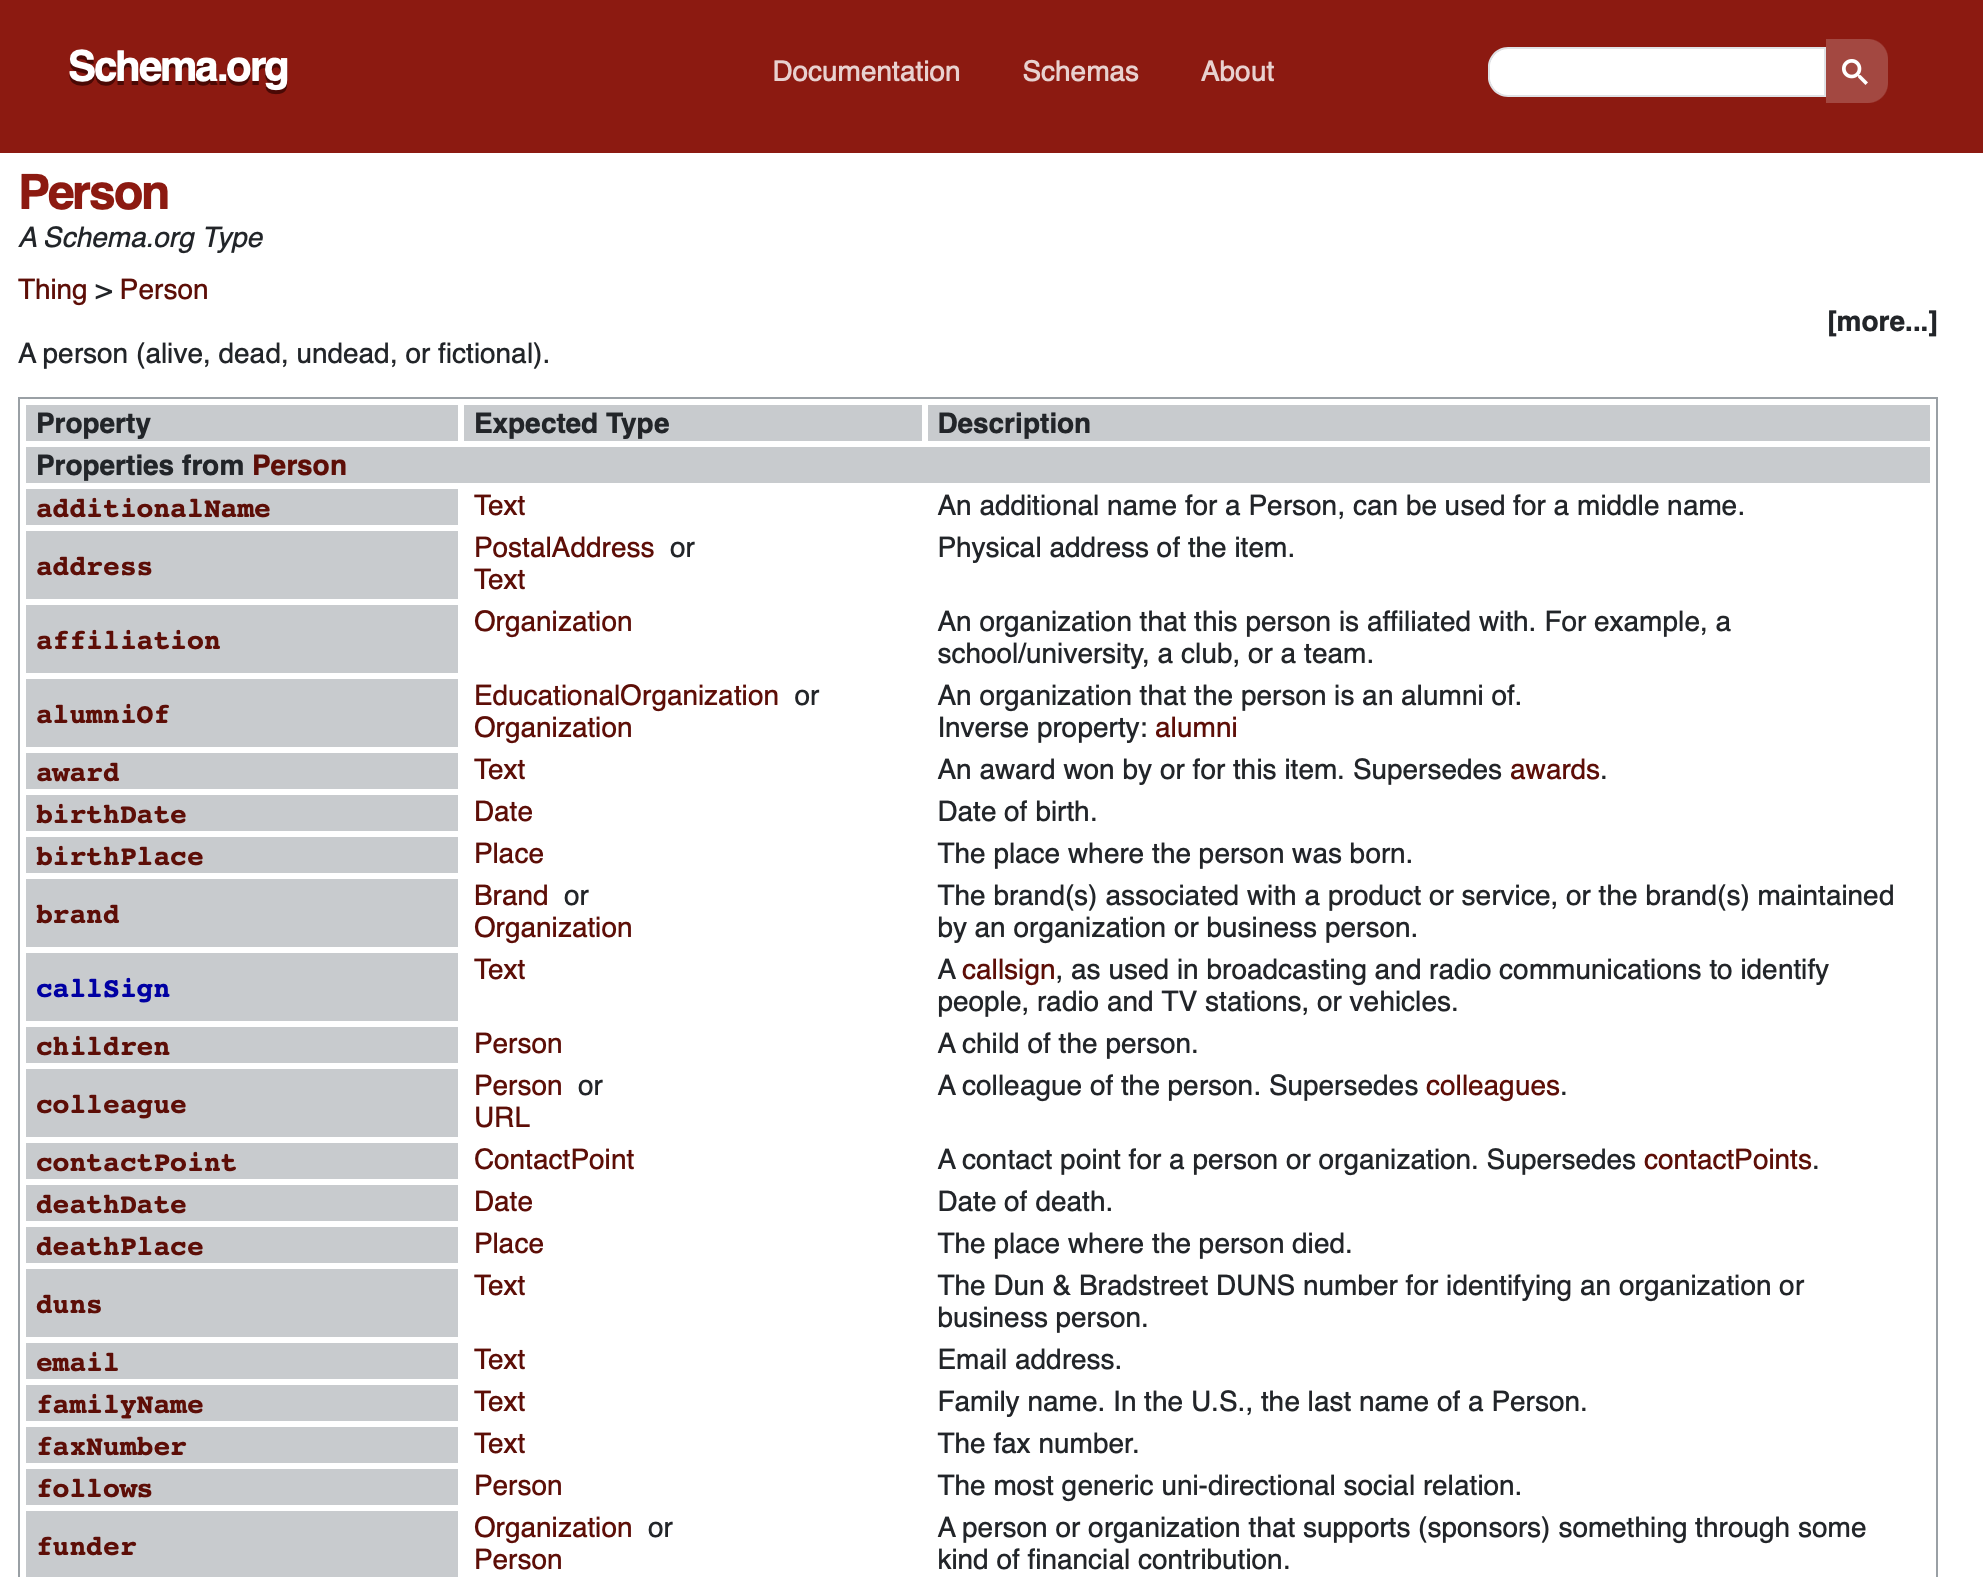 Schema.org
Documentation
Schemas
About
Person
A Schema.org Type
Thing > Person
[more...]
A person (alive, dead, undead, or fictional).
Property Expected Type Description
Properties from Person
additionalName Text An additional name for a Person, can be used for a middle name.
address PostalAddress or Physical address of the item.
Text
affiliation Organization An organization that this person is affiliated with. For example, a
school/university, a club, or a team.
alumniOf EducationalOrganization or An organization that the person is an alumni of.
Organization Inverse property: alumni
award Text An award won by or for this item. Supersedes awards.
birthDate Date Date of birth.
birthPlace Place The place where the person was born.
brand Brand or The brand(s) associated with a product or service, or the brand(s) maintained
Organization by an organization or business person.
callSign Text A callsign, as used in broadcasting and radio communications to identify
people, radio and TV stations, or vehicles.
children Person A child of the person.
colleague Person or A colleague of the person. Supersedes colleagues.
URL
contactPoint ContactPoint A contact point for a person or organization. Supersedes contactPoints.
deathDate Date Date of death.
deathPlace Place The place where the person died.
duns Text The Dun & Bradstreet DUNS number for identifying an organization or
business person.
email Text Email address.
familyName Text Family name. In the U.S., the last name of a Person.
faxNumber Text The fax number.
follows Person The most generic uni-directional social relation.
funder Organization or A person or organization that supports (sponsors) something through some
Person kind of financial contribution.